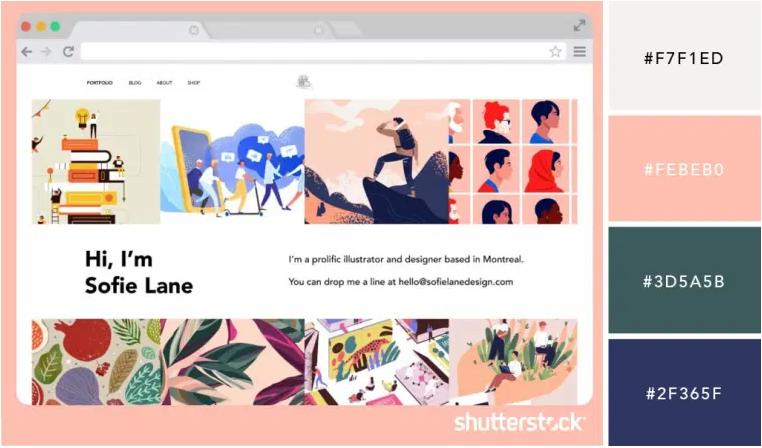 PORTFOLIO BLOG ABOUT SHOP
Hi, I'm
Sofie Lane
I'm a prolific illustrator and designer based in Montreal.
You can drop me a line at hello@sofielanedesign.com
shutterstock
#F7F1ED
#FEBEB0
#3D5A5B
#2F365F